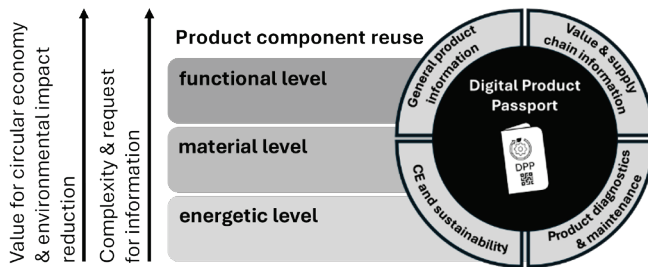 Value for circular economy
& environmental impact
reduction
Complexity & request
for information
Product component reuse
functional level
material level
energetic level
General product
information
Value & supply
chain information
Digital Product
Passport
DPP
CE and sustainability
Product diagnostics
& maintenance